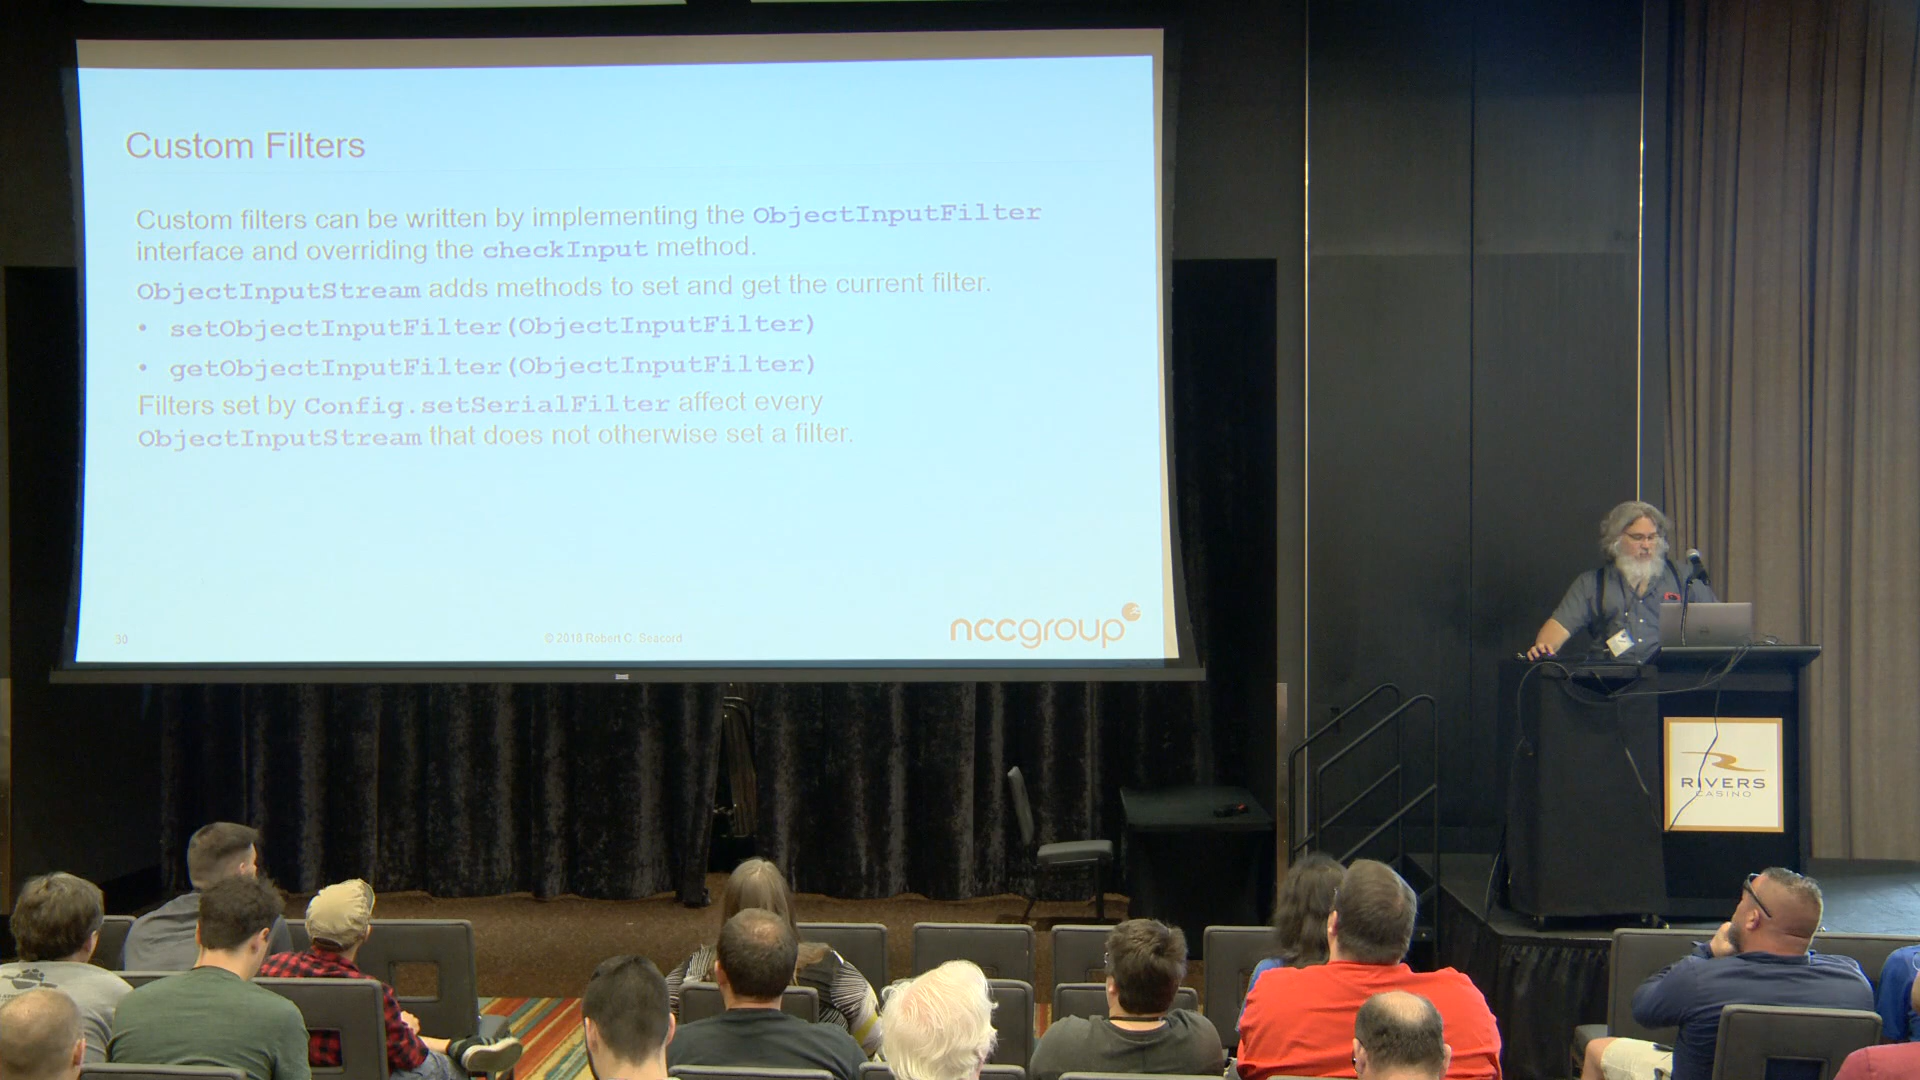 Custom Filters
Custom filters can be written by implementing the ObjectInputFilter
interface and overriding the checkInput method.
ObjectInputStream adds methods to set and get the current filter.
• setObjectInputFilter(ObjectInputFilter)
• getObjectInputFilter(ObjectInputFilter)
Filters set by Config.setSerialFilter affect every
ObjectInputStream that does not otherwise set a filter.
30
© 2018 Robert C. Seacord
nccgroup
RIVERS
CASINO